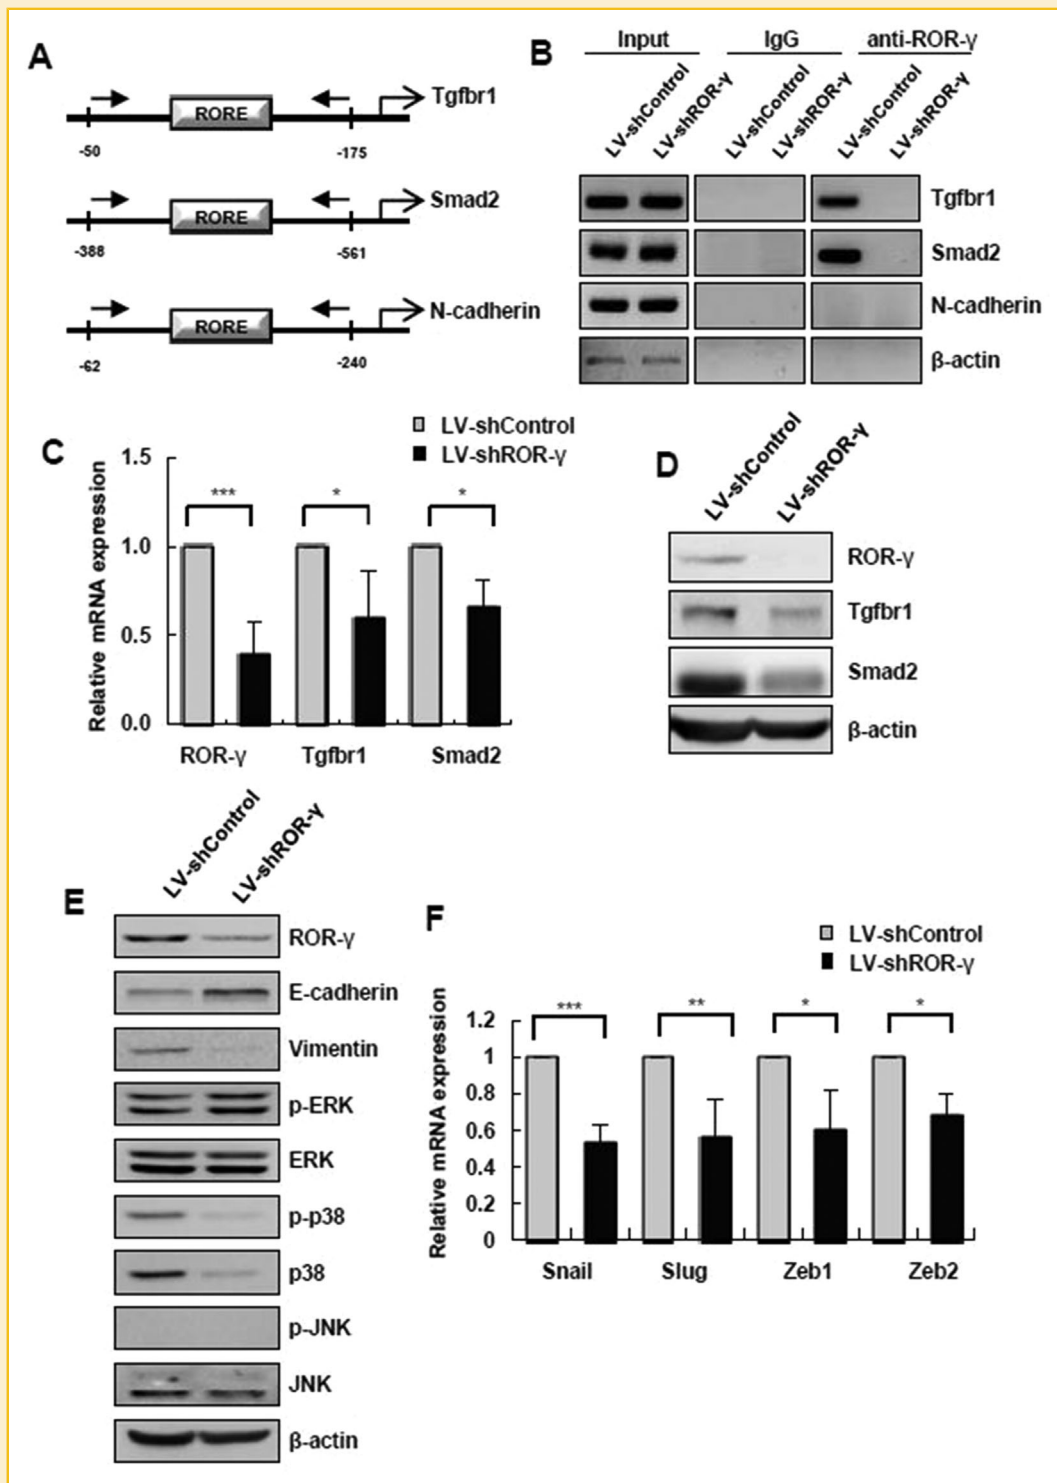 A
RORE
Tgfbr1
-50
-175
RORE
Smad2
-388
-561
RORE
N-cadherin
-62
-240
B
Input
IgG
anti-ROR-γ
LV-shControl
LV-shROR-γ
LV-shControl
LV-shROR-γ
LV-shControl
LV-shROR-γ
Tgfbr1
Smad2
N-cadherin
β-actin
C
LV-shControl
LV-shROR-γ
Relative mRNA expression
1.5
1.0
0.5
0.0
***
*
*
ROR-γ
Tgfbr1
Smad2
D
LV-shControl
LV-shROR-γ
ROR-γ
Tgfbr1
Smad2
β-actin
E
LV-shControl
LV-shROR-γ
ROR-γ
E-cadherin
Vimentin
p-ERK
ERK
p-p38
p38
p-JNK
JNK
β-actin
F
LV-shControl
LV-shROR-γ
Relative mRNA expression
1.2
1
0.8
0.6
0.4
0.2
0
***
**
*
*
Snail
Slug
Zeb1
Zeb2